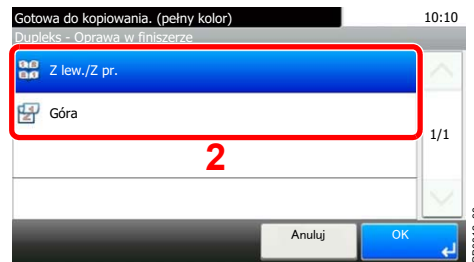 Gotowa do kopiowania. (pełny kolor) 10:10
Dupleks - Oprawa w finiszerze
Z lew./Z pr.
Góra
1/1
2
Anuluj OK